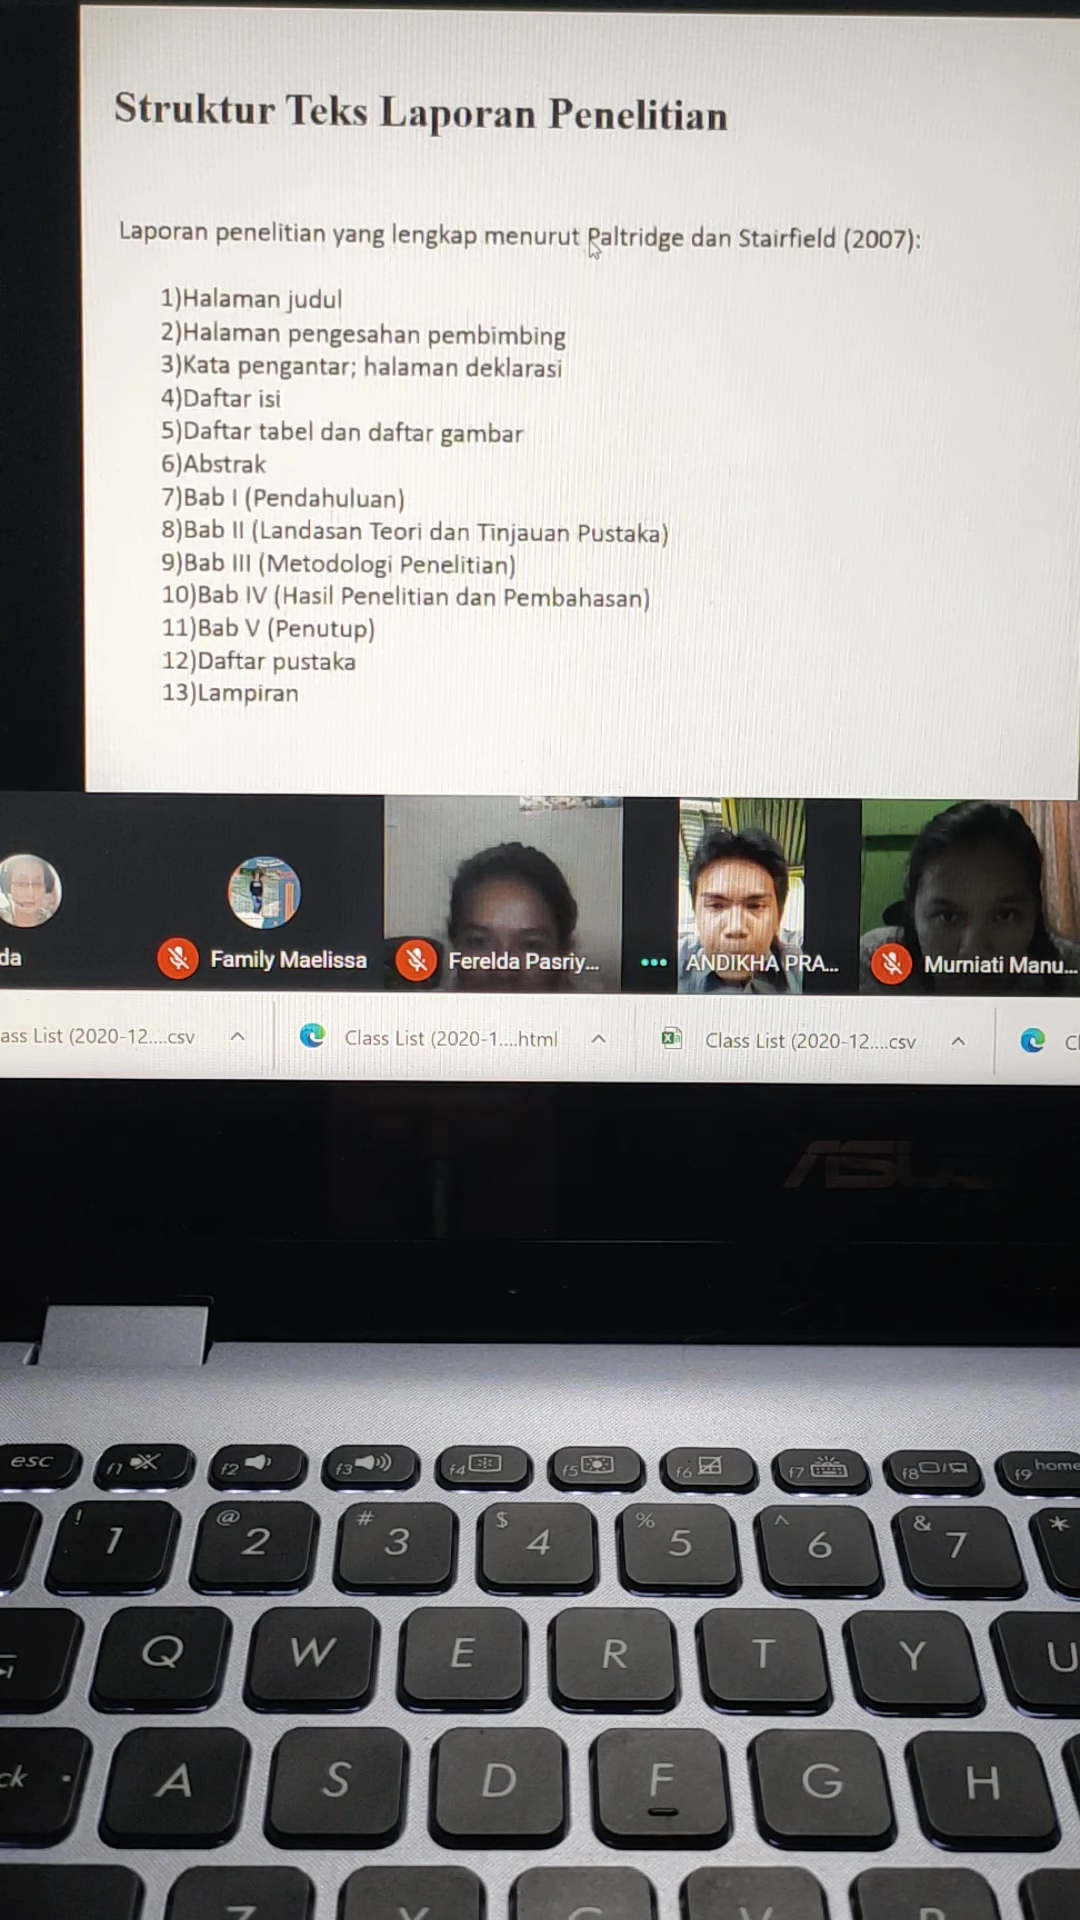 Struktur Teks Laporan Penelitian
Laporan penelitian yang lengkap menurut Paltridge dan Stairfield (2007):
1)Halaman judul
2)Halaman pengesahan pembimbing
3)Kata pengantar; halaman deklarasi
4)Daftar isi
5)Daftar tabel dan daftar gambar
6)Abstrak
7)Bab I (Pendahuluan)
8)Bab II (Landasan Teori dan Tinjauan Pustaka)
9)Bab III (Metodologi Penelitian)
10)Bab IV (Hasil Penelitian dan Pembahasan)
11)Bab V (Penutup)
12)Daftar pustaka
13)Lampiran
da Family Maelissa Ferelda Pasriy... ANDIKHA PRA... Murniati Manu...
ass List (2020-12....csv Class List (2020-1....html Class List (2020-12....csv Cl
ASUS
esc f1 f2 f3 f4 f5 f6 f7 f8 f9 home
! 1 @ 2 # 3 $ 4 % 5 ^ 6 & 7 *
Q W E R T Y U
ck A S D F G H